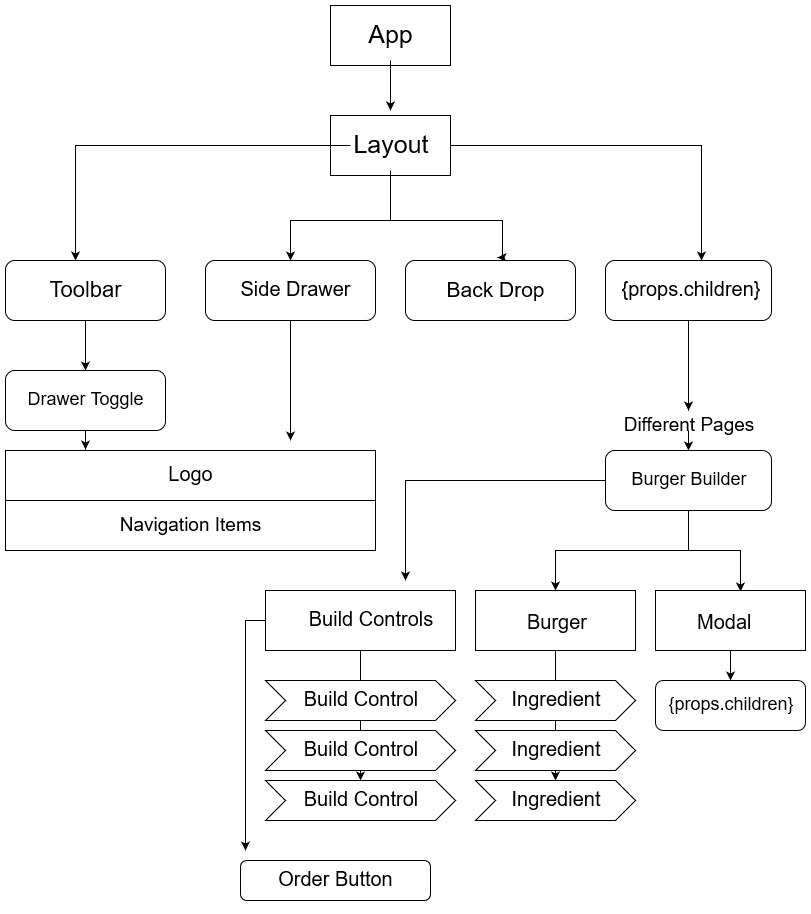 App
Layout
Toolbar
Side Drawer
Back Drop
{props.children}
Drawer Toggle
Different Pages
Logo
Burger Builder
Navigation Items
Build Controls
Burger
Modal
Build Control
Ingredient
{props.children}
Build Control
Ingredient
Build Control
Ingredient
Order Button